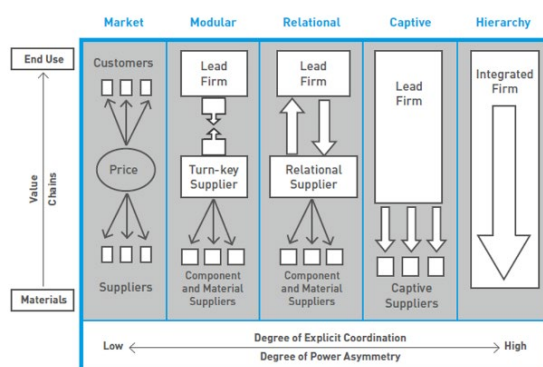 Market
Modular
Relational
Captive
Hierarchy
End Use
Value
Chains
Materials
Customers
Price
Suppliers
Lead
Firm
Turn-key
Supplier
Component
and Material
Suppliers
Lead
Firm
Relational
Supplier
Component
and Material
Suppliers
Lead
Firm
Captive
Suppliers
Integrated
Firm
Low
Degree of Explicit Coordination
Degree of Power Asymmetry
High